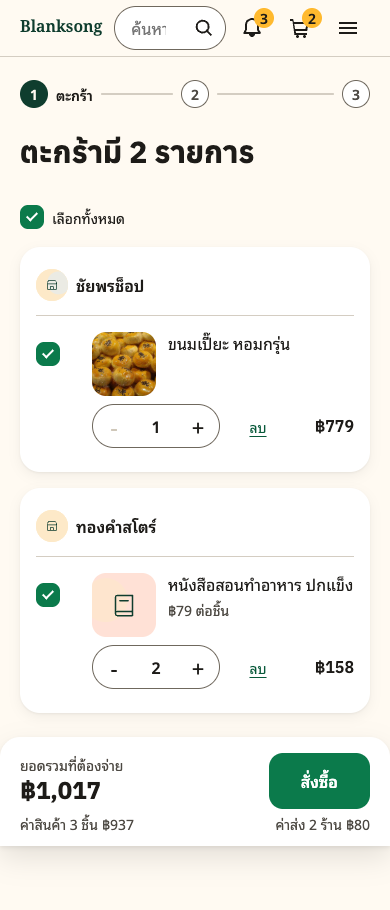 Blanksong ค้นหา 3 2
1 ตะกร้า 2 3
ตะกร้ามี 2 รายการ
เลือกทั้งหมด
ชัยพรช็อป
ขนมเปี๊ยะ หอมกรุ่น
- 1 + ลบ ฿779
ทองคำสโตร์
หนังสือสอนทำอาหาร ปกแข็ง
฿79 ต่อชิ้น
- 2 + ลบ ฿158
ยอดรวมที่ต้องจ่าย
฿1,017
สั่งซื้อ
ค่าสินค้า 3 ชิ้น ฿937 ค่าส่ง 2 ร้าน ฿80